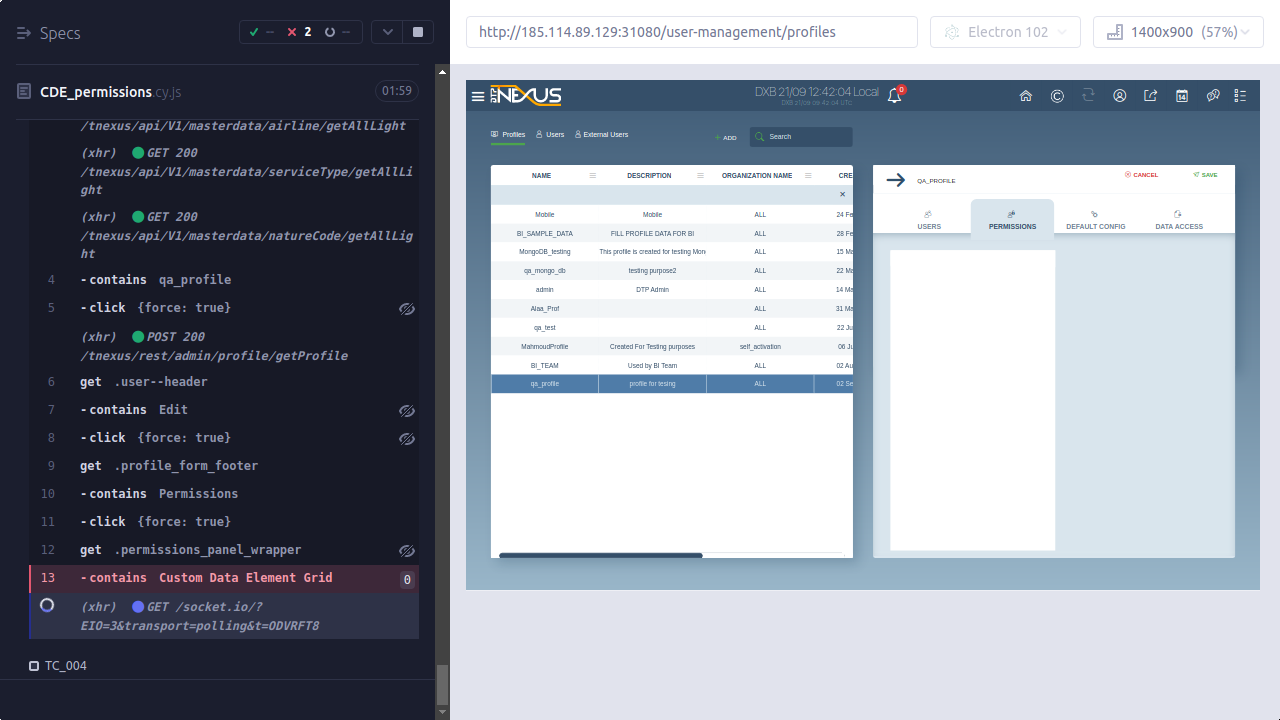 Specs
-- 2 --
CDE_permissions.cy.js 01:59
/tnexus/api/V1/masterdata/airline/getAllLight
(xhr) GET 200
/tnexus/api/V1/masterdata/serviceType/getAllLi
ght
(xhr) GET 200
/tnexus/api/V1/masterdata/natureCode/getAllLig
ht
4 -contains qa_profile
5 -click {force: true}
(xhr) POST 200
/tnexus/rest/admin/profile/getProfile
6 get .user--header
7 -contains Edit
8 -click {force: true}
9 get .profile_form_footer
10 -contains Permissions
11 -click {force: true}
12 get .permissions_panel_wrapper
13 -contains Custom Data Element Grid 0
(xhr) GET /socket.io/?
EIO=3&transport=polling&t=ODVRFT8
TC_004
http://185.114.89.129:31080/user-management/profiles
Electron 102
1400x900 (57%)
NEXUS
DXB 21/09 12:42:04 Local
DXB 21/09 08:42:04 UTC
0
14
Profiles Users External Users
ADD
Search
NAME DESCRIPTION ORGANIZATION NAME CRE
×
Mobile Mobile ALL 24 Fe
BI_SAMPLE_DATA FILL PROFILE DATA FOR BI ALL 28 Fe
MongoDB_testing This profile is created for testing Mon ALL 15 Ma
qa_mongo_db testing purpose2 ALL 22 Ma
admin DTP Admin ALL 14 Ma
Alaa_Prof ALL 31 Ma
qa_test ALL 22 Ju
MahmoudProfile Created For Testing purposes self_activation 06 Ju
BI_TEAM Used by BI Team ALL 02 Au
qa_profile profile for tesing ALL 02 Se
QA_PROFILE
CANCEL SAVE
USERS PERMISSIONS DEFAULT CONFIG DATA ACCESS